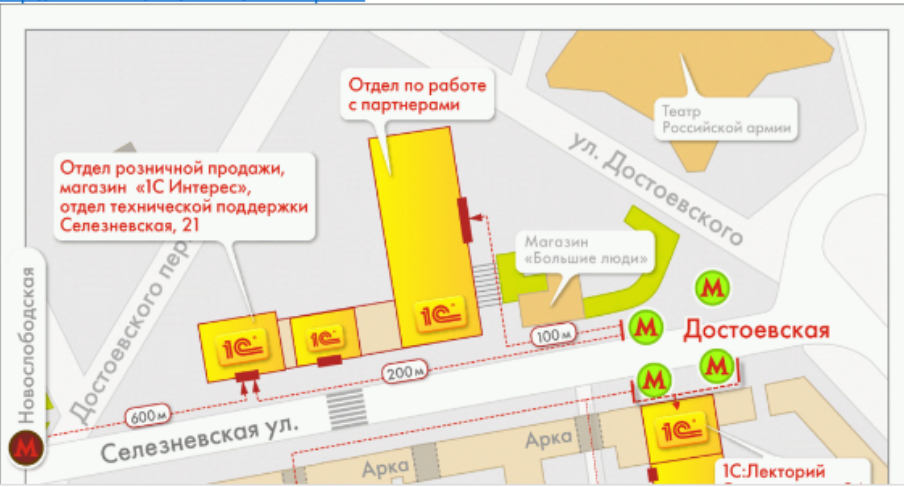 Отдел по работе
с партнерами
Театр
Российской армии
ул. Достоевского
Отдел розничной продажи,
магазин «1С Интерес»,
отдел технической поддержки
Селезневская, 21
Достоевского пер.
Магазин
«Большие люди»
Новослободская
1С
1С
1С
М
М
Достоевская
100 м
200 м
М
М
600 м
М
Селезневская ул.
Арка
Арка
1С
1С:Лекторий